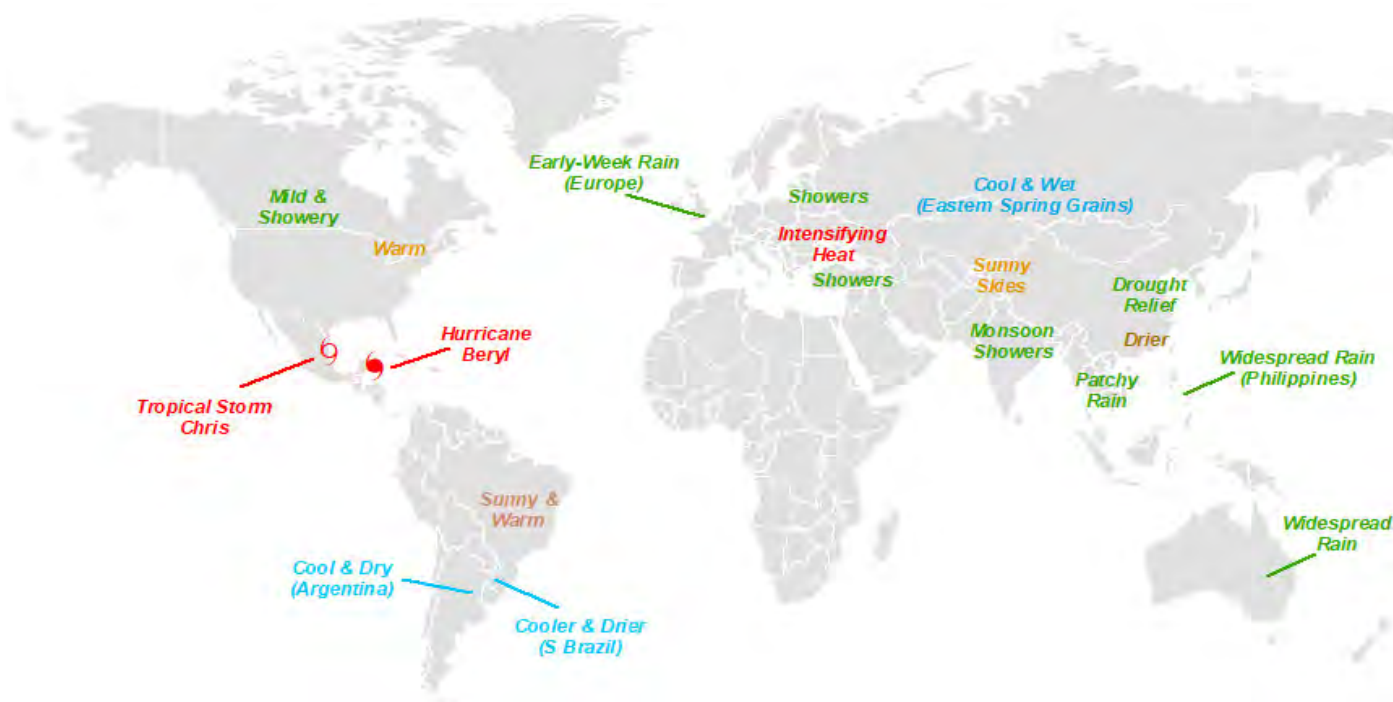 Early-Week Rain
(Europe)
Mild &
Showery
Warm
Showers
Cool & Wet
(Eastern Spring Grains)
Intensifying
Heat
Showers
Sunny
Skies
Drought
Relief
Hurricane
Beryl
Monsoon
Showers
Drier
Widespread Rain
(Philippines)
Patchy
Rain
Tropical Storm
Chris
Sunny &
Warm
Widespread
Rain
Cool & Dry
(Argentina)
Cooler & Drier
(S Brazil)